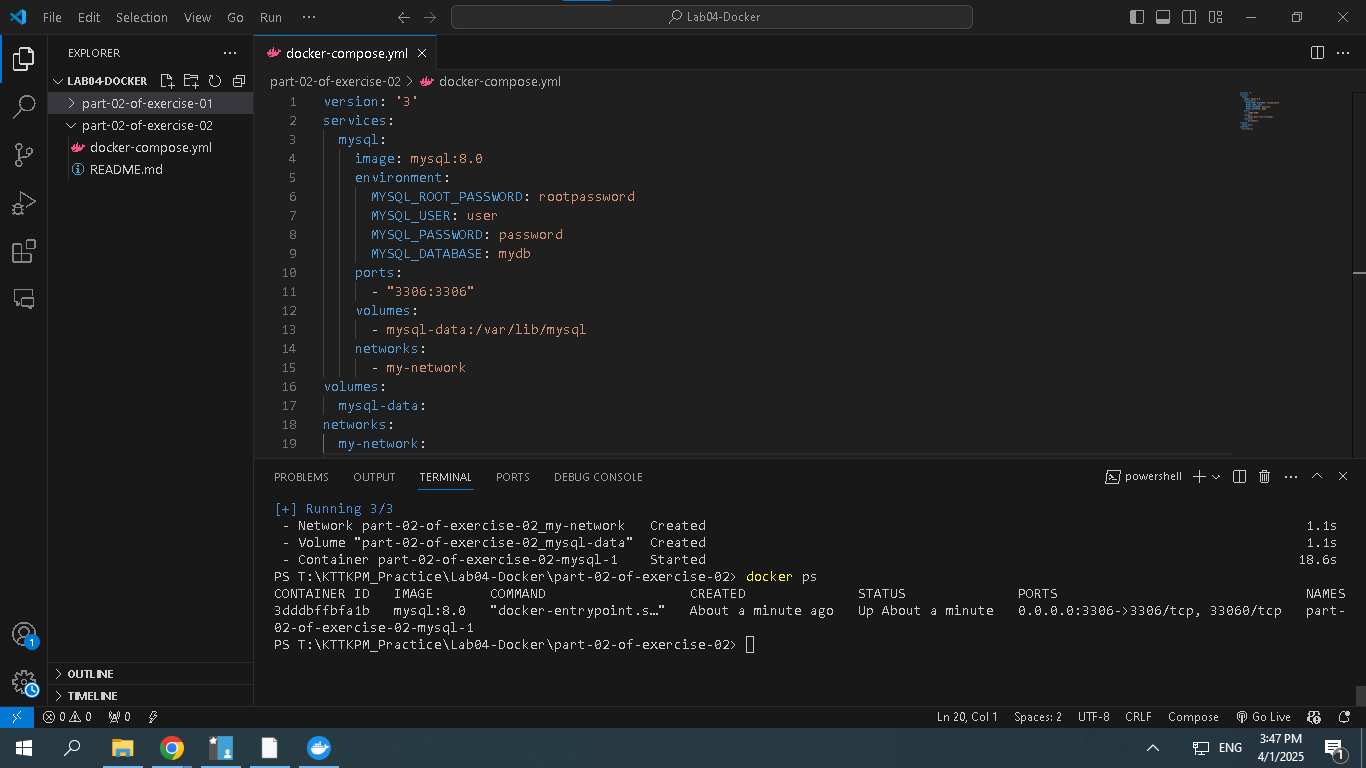 File Edit Selection View Go Run ··· Lab04-Docker
EXPLORER ···
LAB04-DOCKER
part-02-of-exercise-01
part-02-of-exercise-02
docker-compose.yml
README.md
OUTLINE
TIMELINE
docker-compose.yml
part-02-of-exercise-02 > docker-compose.yml
1 version: '3'
2 services:
3 mysql:
4 image: mysql:8.0
5 environment:
6 MYSQL_ROOT_PASSWORD: rootpassword
7 MYSQL_USER: user
8 MYSQL_PASSWORD: password
9 MYSQL_DATABASE: mydb
10 ports:
11 - "3306:3306"
12 volumes:
13 - mysql-data:/var/lib/mysql
14 networks:
15 - my-network
16 volumes:
17 mysql-data:
18 networks:
19 my-network:
PROBLEMS OUTPUT TERMINAL PORTS DEBUG CONSOLE powershell
[+] Running 3/3
- Network part-02-of-exercise-02_my-network Created 1.1s
- Volume "part-02-of-exercise-02_mysql-data" Created 1.1s
- Container part-02-of-exercise-02-mysql-1 Started 18.6s
PS T:\KTTKPM_Practice\Lab04-Docker\part-02-of-exercise-02> docker ps
CONTAINER ID IMAGE COMMAND CREATED STATUS PORTS NAMES
3dddbffbfa1b mysql:8.0 "docker-entrypoint.s…" About a minute ago Up About a minute 0.0.0.0:3306->3306/tcp, 33060/tcp part-
02-of-exercise-02-mysql-1
PS T:\KTTKPM_Practice\Lab04-Docker\part-02-of-exercise-02>
1
0 0 0 Ln 20, Col 1 Spaces: 2 UTF-8 CRLF Compose Go Live
ENG 3:47 PM
4/1/2025
1